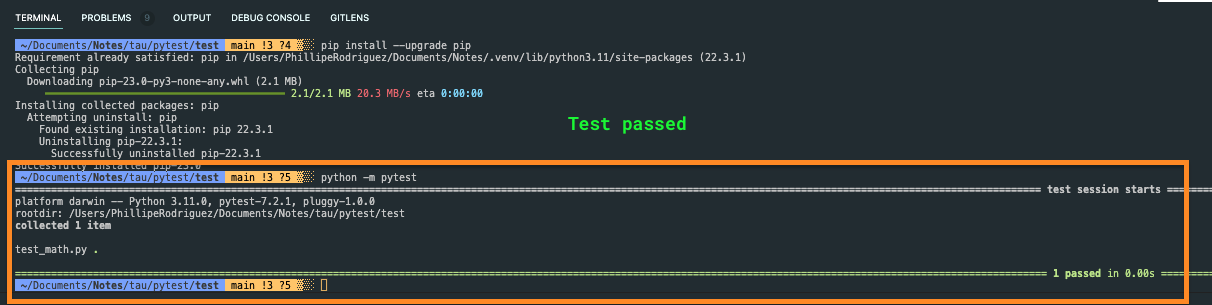 TERMINAL PROBLEMS 9 OUTPUT DEBUG CONSOLE GITLENS
~/Documents/Notes/tau/pytest/test main !3 ?4 pip install --upgrade pip
Requirement already satisfied: pip in /Users/PhillipeRodriguez/Documents/Notes/.venv/lib/python3.11/site-packages (22.3.1)
Collecting pip
Downloading pip-23.0-py3-none-any.whl (2.1 MB)
2.1/2.1 MB 20.3 MB/s eta 0:00:00
Installing collected packages: pip
Attempting uninstall: pip
Found existing installation: pip 22.3.1
Uninstalling pip-22.3.1:
Successfully uninstalled pip-22.3.1
Successfully installed pip-23.0
Test passed
~/Documents/Notes/tau/pytest/test main !3 ?5 python -m pytest
test session starts
platform darwin -- Python 3.11.0, pytest-7.2.1, pluggy-1.0.0
rootdir: /Users/PhillipeRodriguez/Documents/Notes/tau/pytest/test
collected 1 item
test_math.py .
1 passed in 0.00s
~/Documents/Notes/tau/pytest/test main !3 ?5